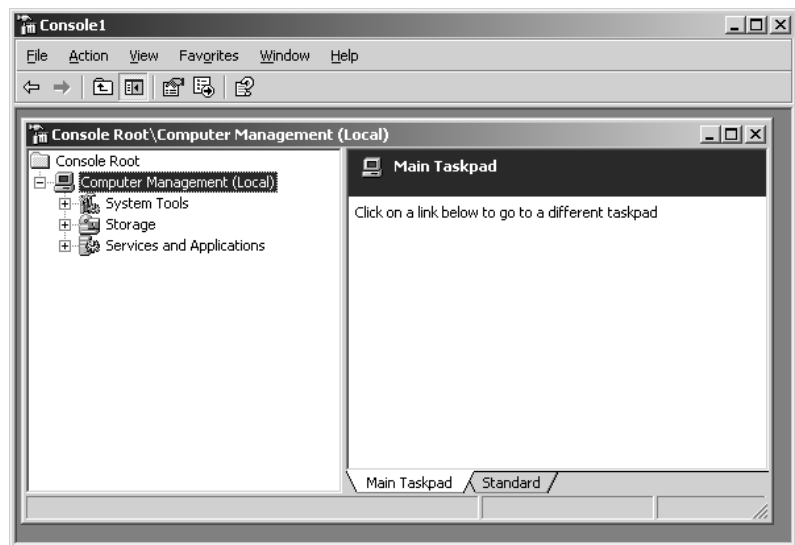 Console1
File Action View Favorites Window Help
Console Root\Computer Management (Local)
Console Root
Computer Management (Local)
System Tools
Storage
Services and Applications
Main Taskpad
Click on a link below to go to a different taskpad
Main Taskpad Standard